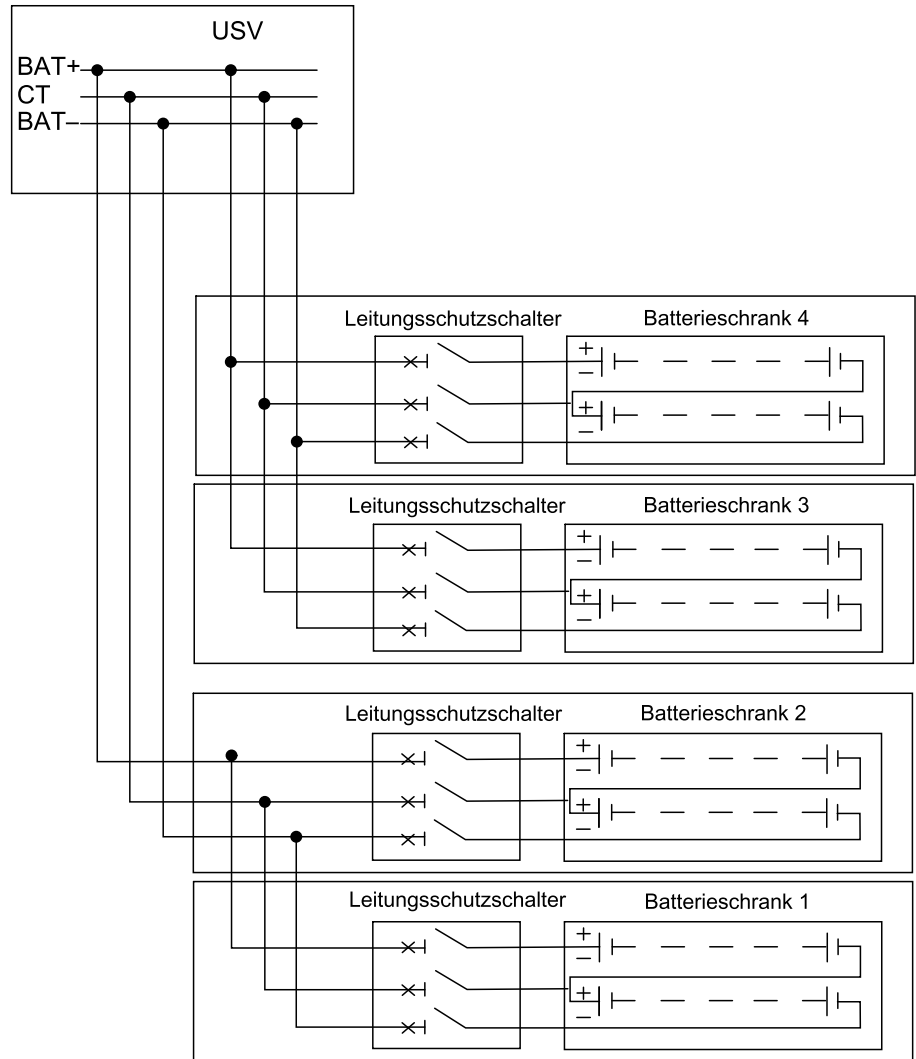 USV
BAT+
CT
BAT–
Leitungsschutzschalter Batterieschrank 4
+
–
+
–
Leitungsschutzschalter Batterieschrank 3
+
–
+
–
Leitungsschutzschalter Batterieschrank 2
+
–
+
–
Leitungsschutzschalter Batterieschrank 1
+
–
+
–